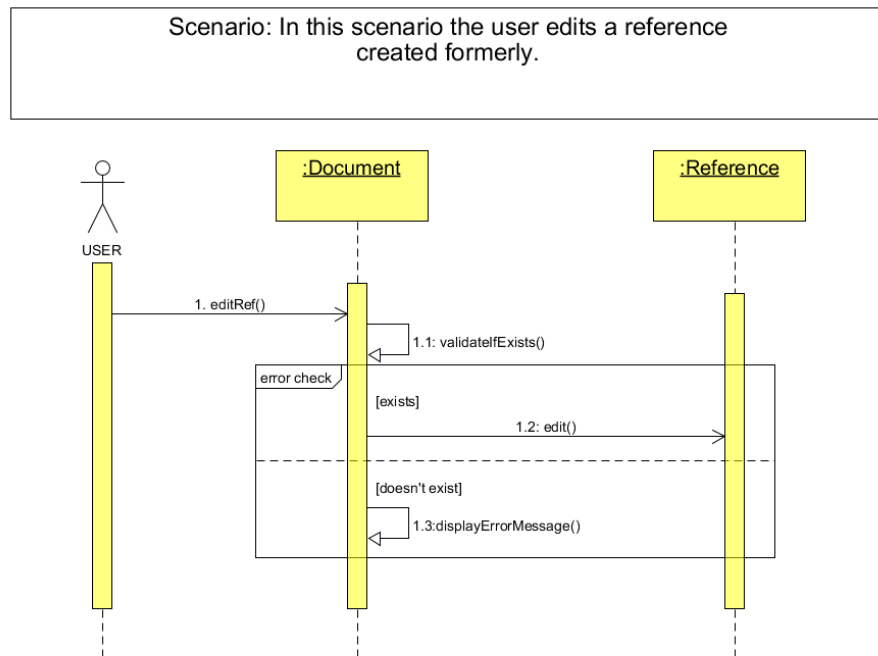 Scenario: In this scenario the user edits a reference
created formerly.
:Document
:Reference
USER
1. editRef()
1.1: validateIfExists()
error check
[exists]
1.2: edit()
[doesn't exist]
1.3:displayErrorMessage()